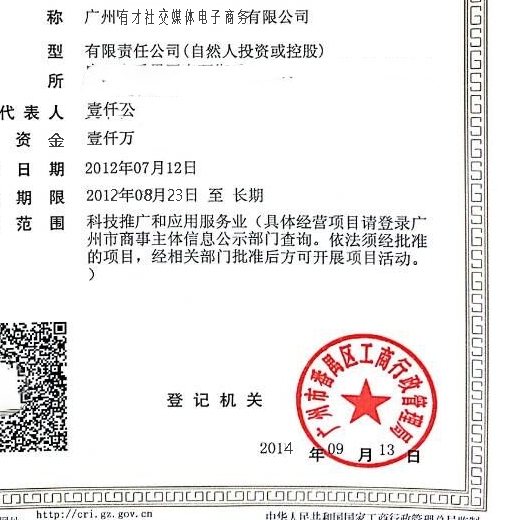 称 广州有才社交媒体电子商务有限公司
型 有限责任公司(自然人投资或控股)
所
代表人 壹仟公
资金 壹仟万
日期 2012年07月12日
期限 2012年08月23日 至 长期
范围 科技推广和应用服务业（具体经营项目请登录广
州市商事主体信息公示部门查询。依法须经批准
的项目，经相关部门批准后方可开展项目活动。
）
广州市番禺区工商行政管理局
登记机关
2014 年 09 月 13 日
http://cri.gz.gov.cn
中华人民共和国国家工商行政管理总局监制